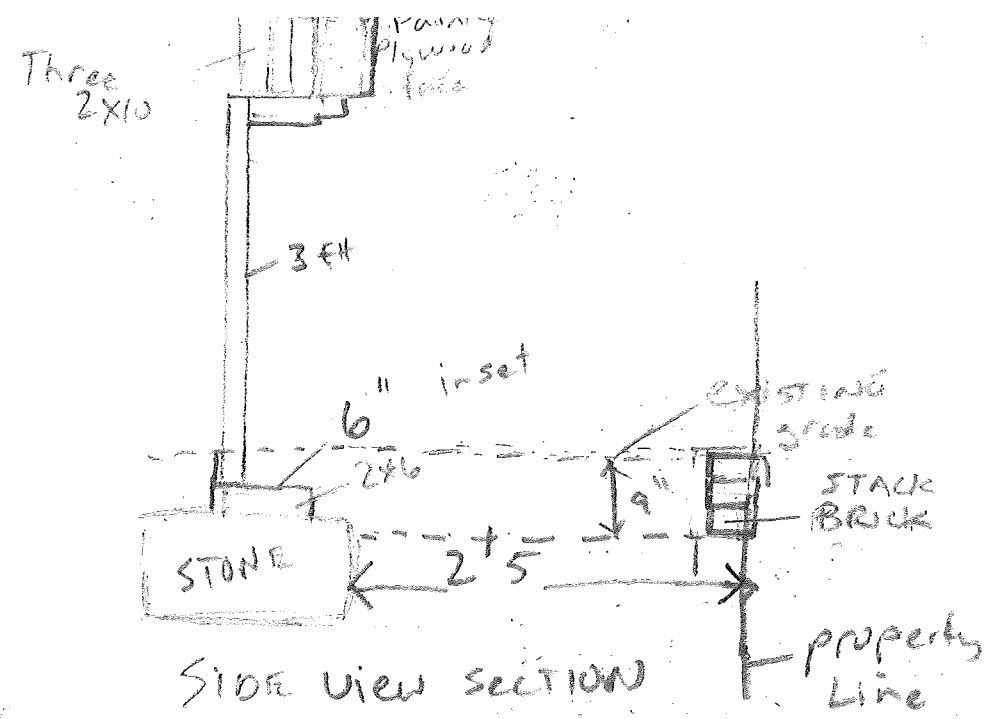 Plywood
Three
2x10
3 ft
6" inset
existing
grade
2x6
9"
STACK
BRICK
STONE
2 5
property
Line
SIDE View SECTION